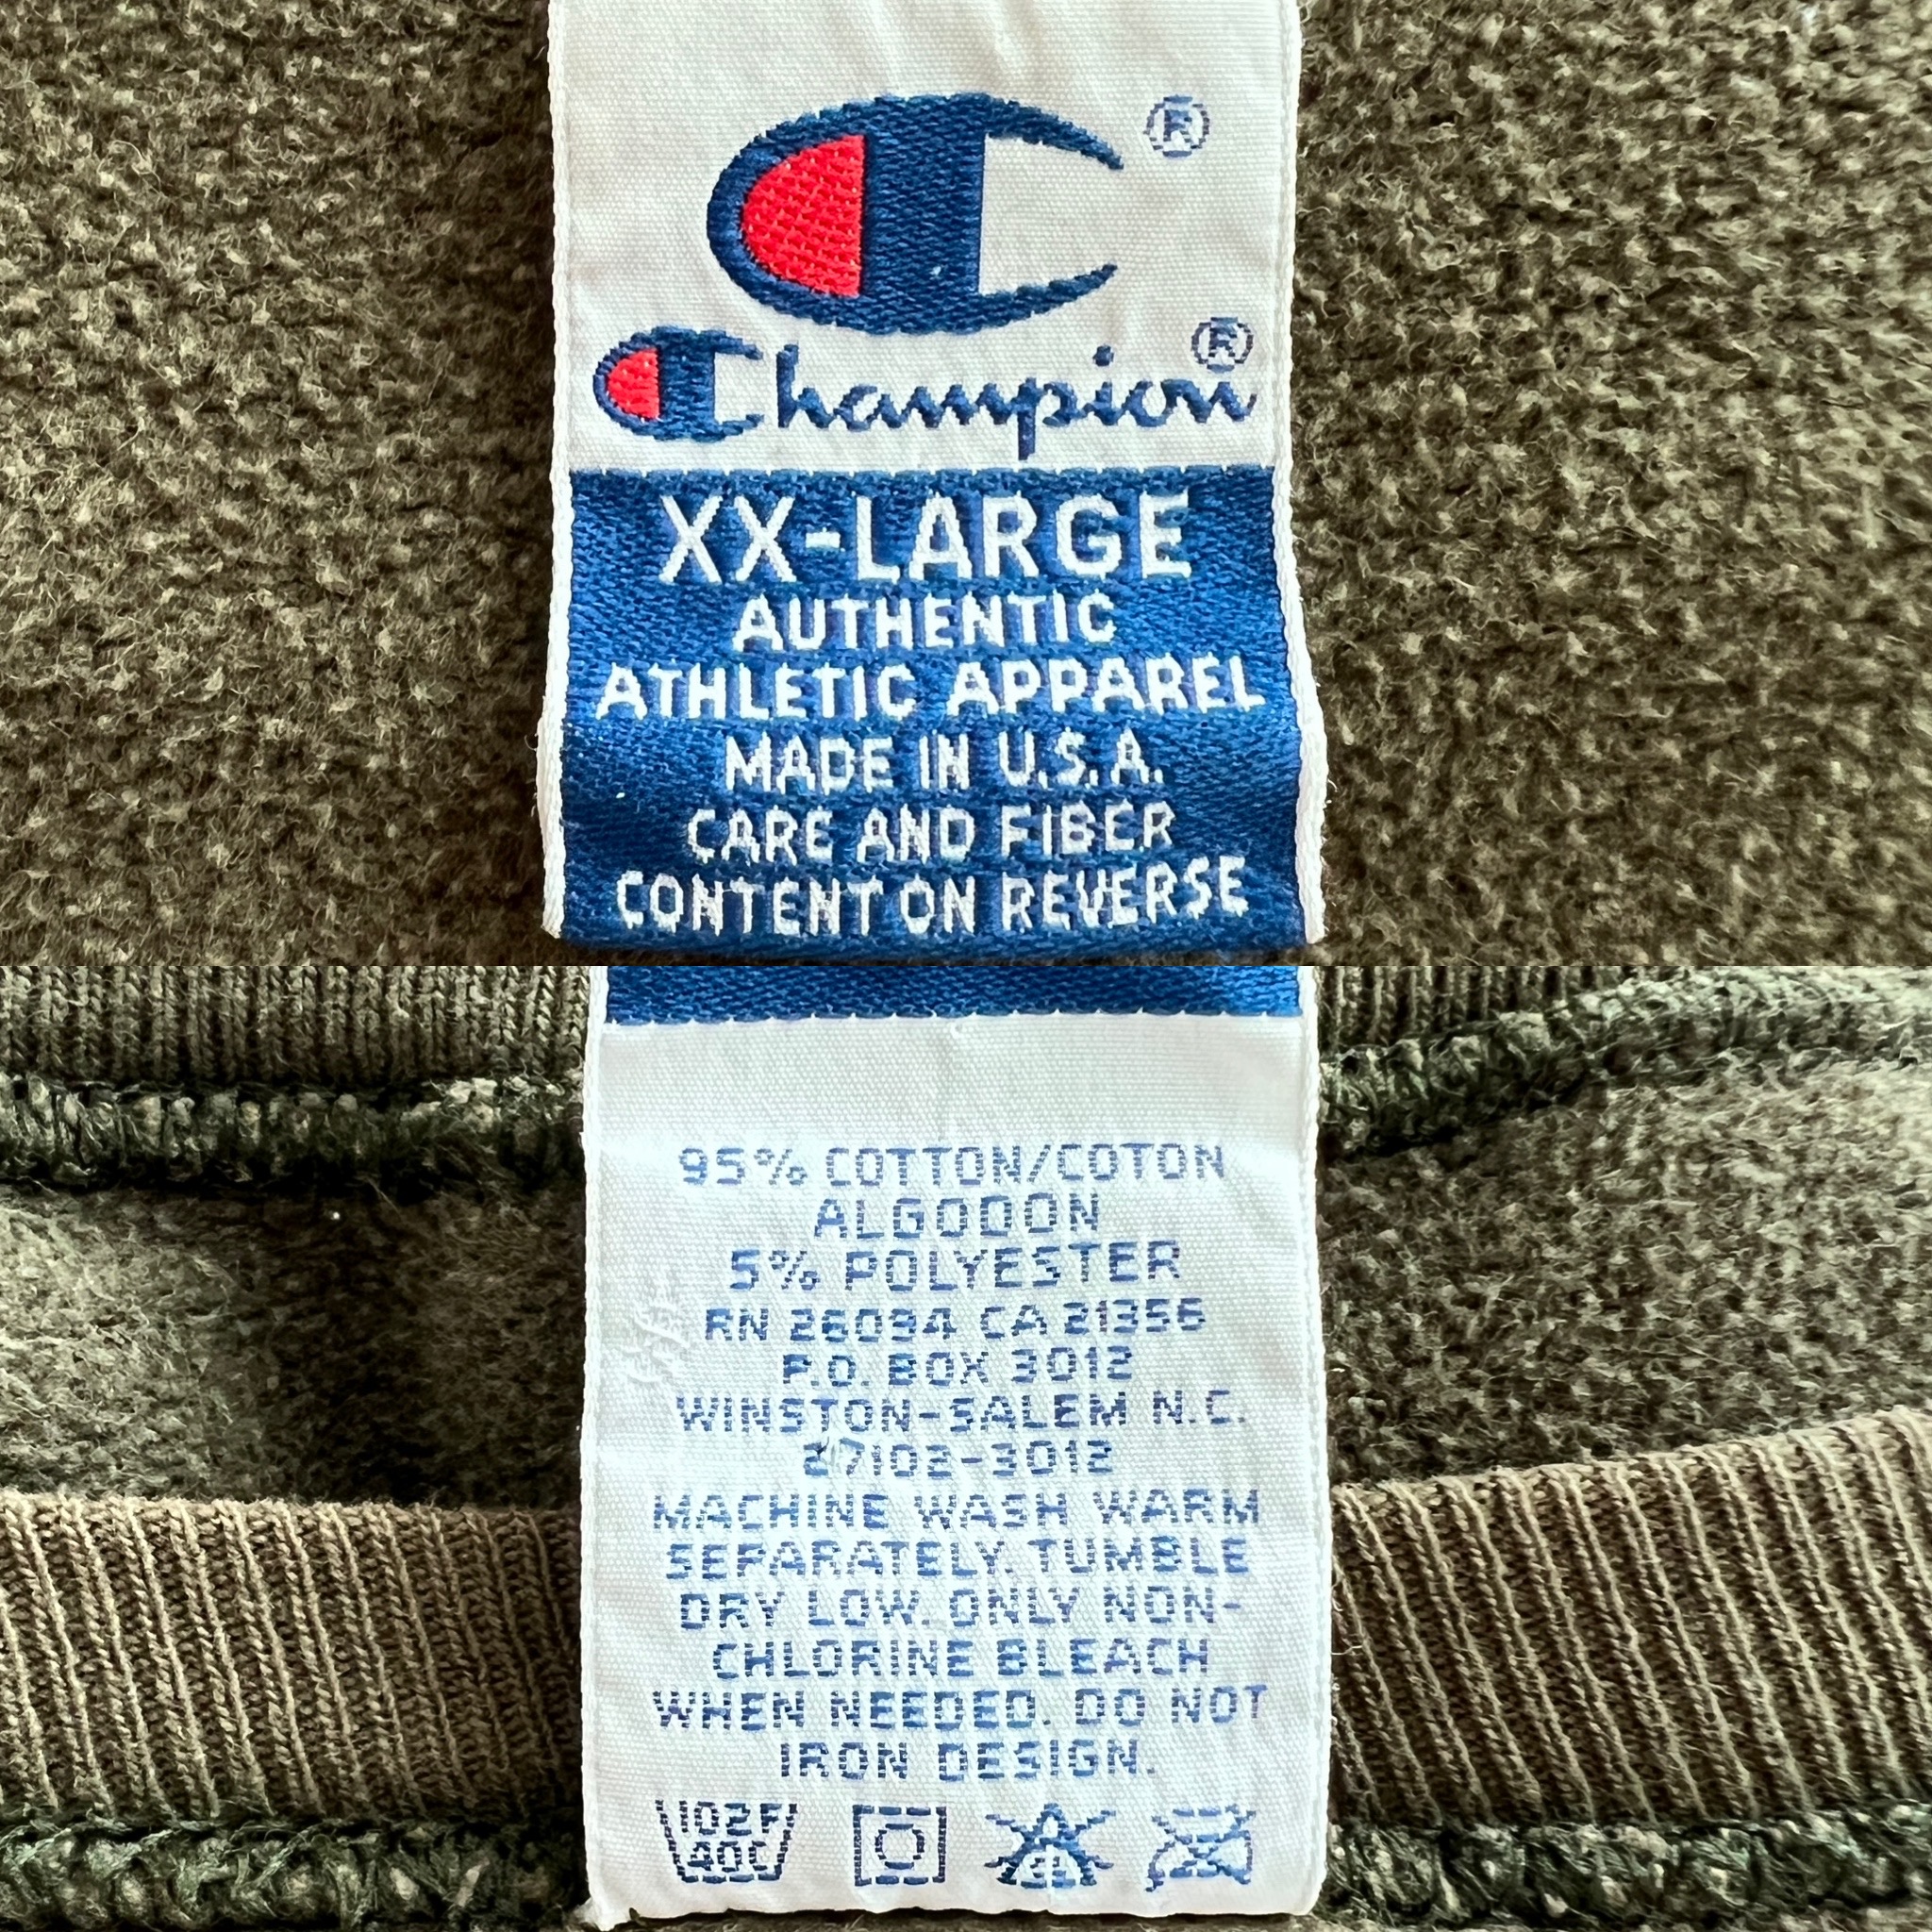 ®
Champion®
XX-LARGE
AUTHENTIC
ATHLETIC APPAREL
MADE IN U.S.A.
CARE AND FIBER
CONTENT ON REVERSE
95% COTTON/COTON
ALGODON
5% POLYESTER
RN 26094 CA 21356
P.O. BOX 3012
WINSTON-SALEM N.C.
27102-3012
MACHINE WASH WARM
SEPARATELY. TUMBLE
DRY LOW. ONLY NON-
CHLORINE BLEACH
WHEN NEEDED. DO NOT
IRON DESIGN.
102F
40C CL